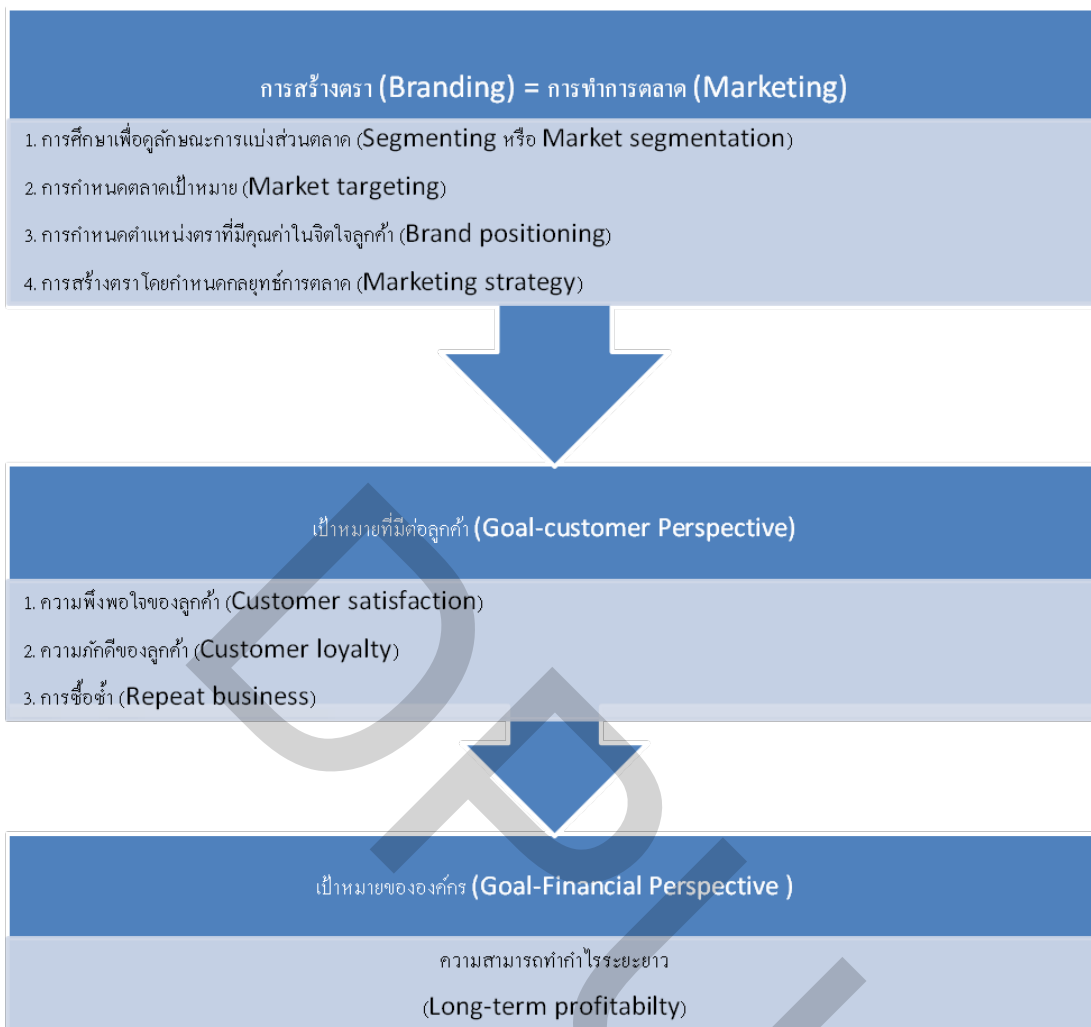 การสร้างตรา (Branding) = การทำการตลาด (Marketing)
1. การศึกษาเพื่อดูลักษณะการแบ่งส่วนตลาด (Segmenting หรือ Market segmentation)
2. การกำหนดตลาดเป้าหมาย (Market targeting)
3. การกำหนดตำแหน่งตราที่มีคุณค่าในจิตใจลูกค้า (Brand positioning)
4. การสร้างตราโดยกำหนดกลยุทธ์การตลาด (Marketing strategy)
เป้าหมายที่มีต่อลูกค้า (Goal-customer Perspective)
1. ความพึงพอใจของลูกค้า (Customer satisfaction)
2. ความภักดีของลูกค้า (Customer loyalty)
3. การซื้อซ้ำ (Repeat business)
เป้าหมายขององค์กร (Goal-Financial Perspective )
ความสามารถทำกำไรระยะยาว
(Long-term profitabilty)